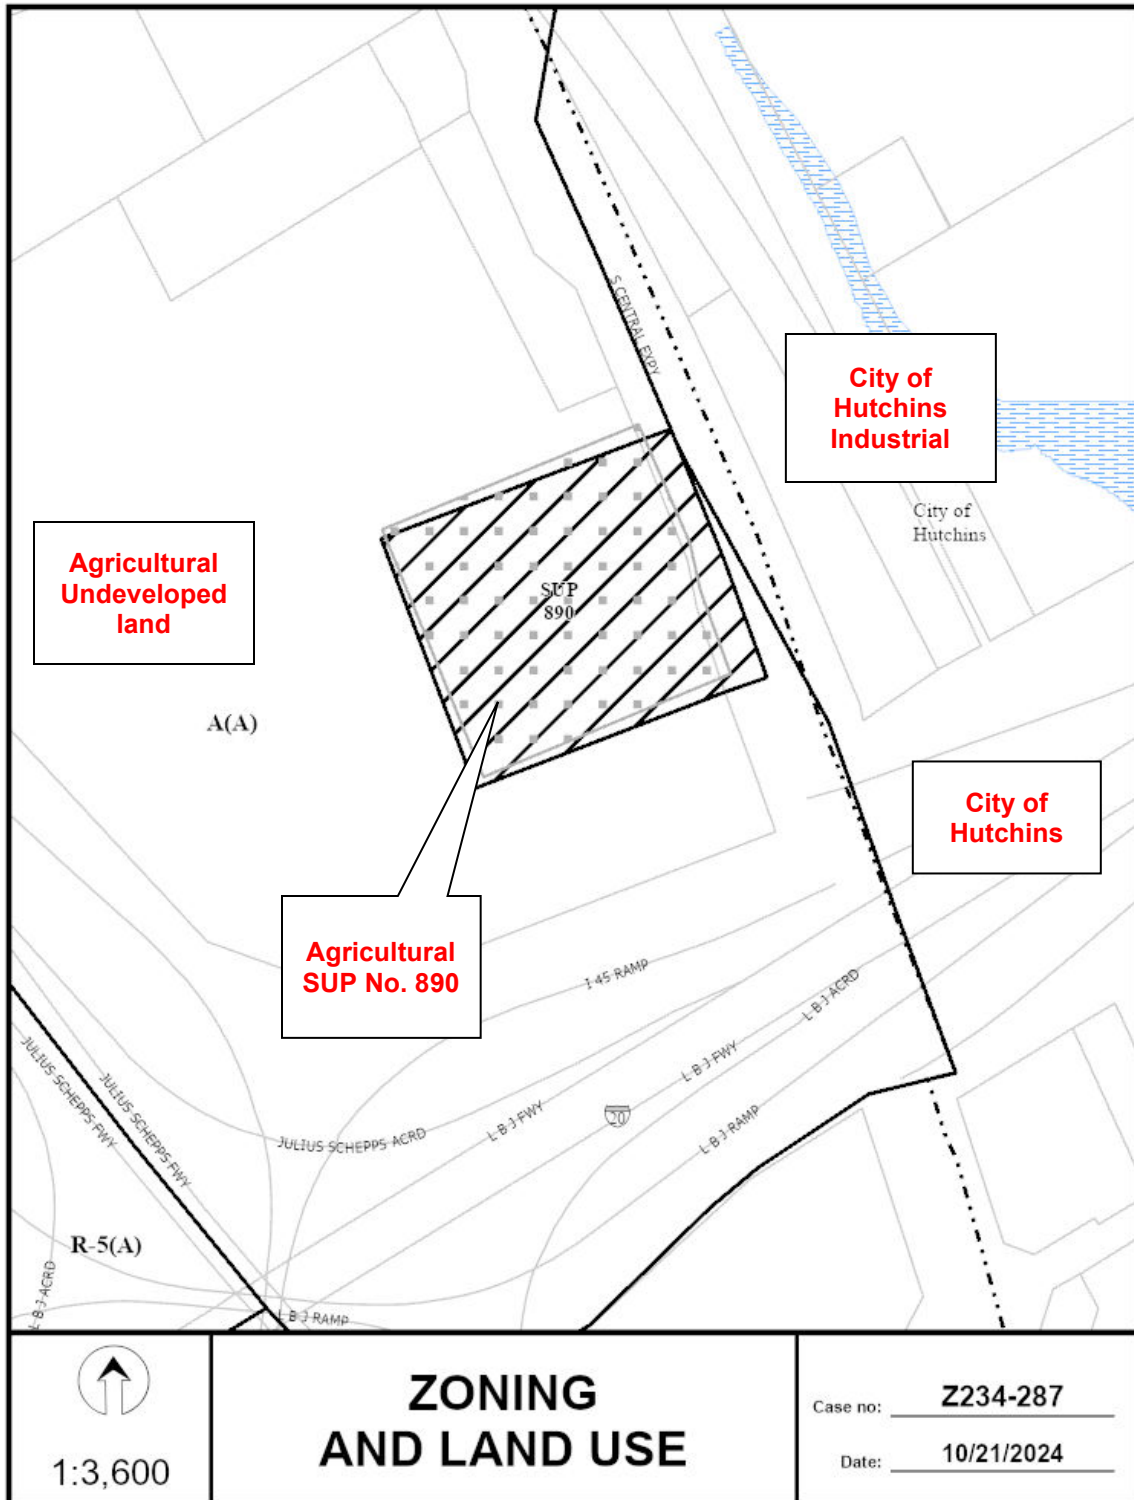 S CENTRAL EXPY
City of
Hutchins
Industrial
City of
Hutchins
Agricultural
Undeveloped
land
SUP
890
A(A)
City of
Hutchins
Agricultural
SUP No. 890
I 45 RAMP
L B J ACRD
L B J FWY
L B J FWY
20
L B J RAMP
JULIUS SCHEPPS FWY
JULIUS SCHEPPS FWY
JULIUS SCHEPPS ACRD
R-5(A)
L B J ACRD
L B J RAMP
1:3,600
ZONING
AND LAND USE
Case no: Z234-287
Date: 10/21/2024